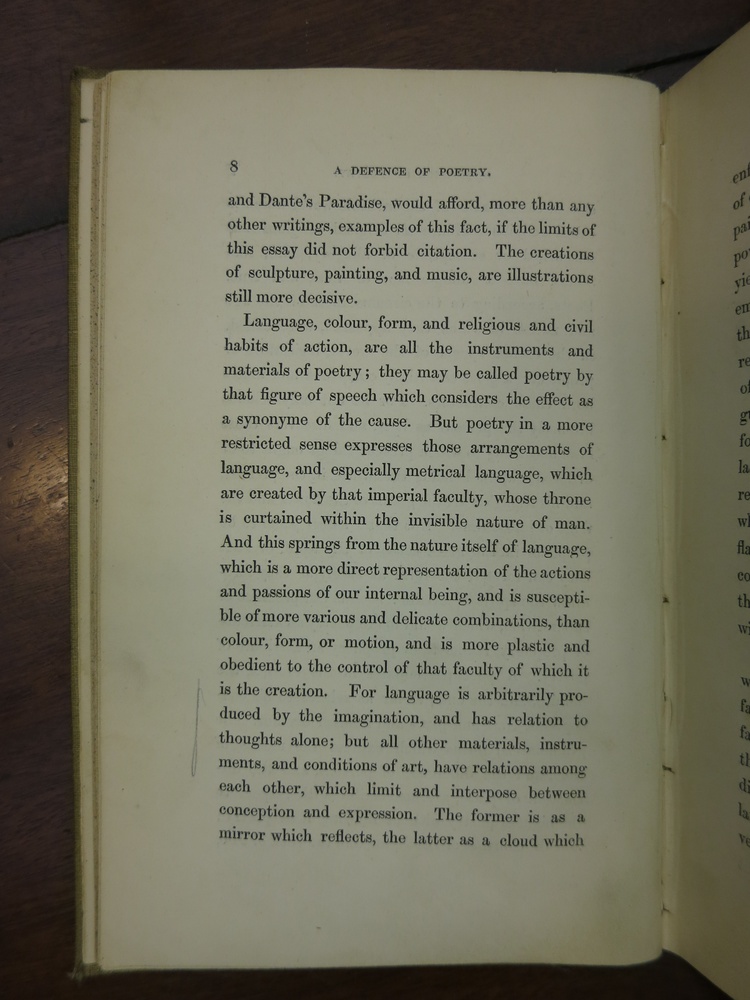 8 A DEFENCE OF POETRY.
and Dante's Paradise, would afford, more than any
other writings, examples of this fact, if the limits of
this essay did not forbid citation. The creations
of sculpture, painting, and music, are illustrations
still more decisive.
Language, colour, form, and religious and civil
habits of action, are all the instruments and
materials of poetry; they may be called poetry by
that figure of speech which considers the effect as
a synonyme of the cause. But poetry in a more
restricted sense expresses those arrangements of
language, and especially metrical language, which
are created by that imperial faculty, whose throne
is curtained within the invisible nature of man.
And this springs from the nature itself of language,
which is a more direct representation of the actions
and passions of our internal being, and is suscepti-
ble of more various and delicate combinations, than
colour, form, or motion, and is more plastic and
obedient to the control of that faculty of which it
is the creation. For language is arbitrarily pro-
duced by the imagination, and has relation to
thoughts alone; but all other materials, instru-
ments, and conditions of art, have relations among
each other, which limit and interpose between
conception and expression. The former is as a
mirror which reflects, the latter as a cloud which